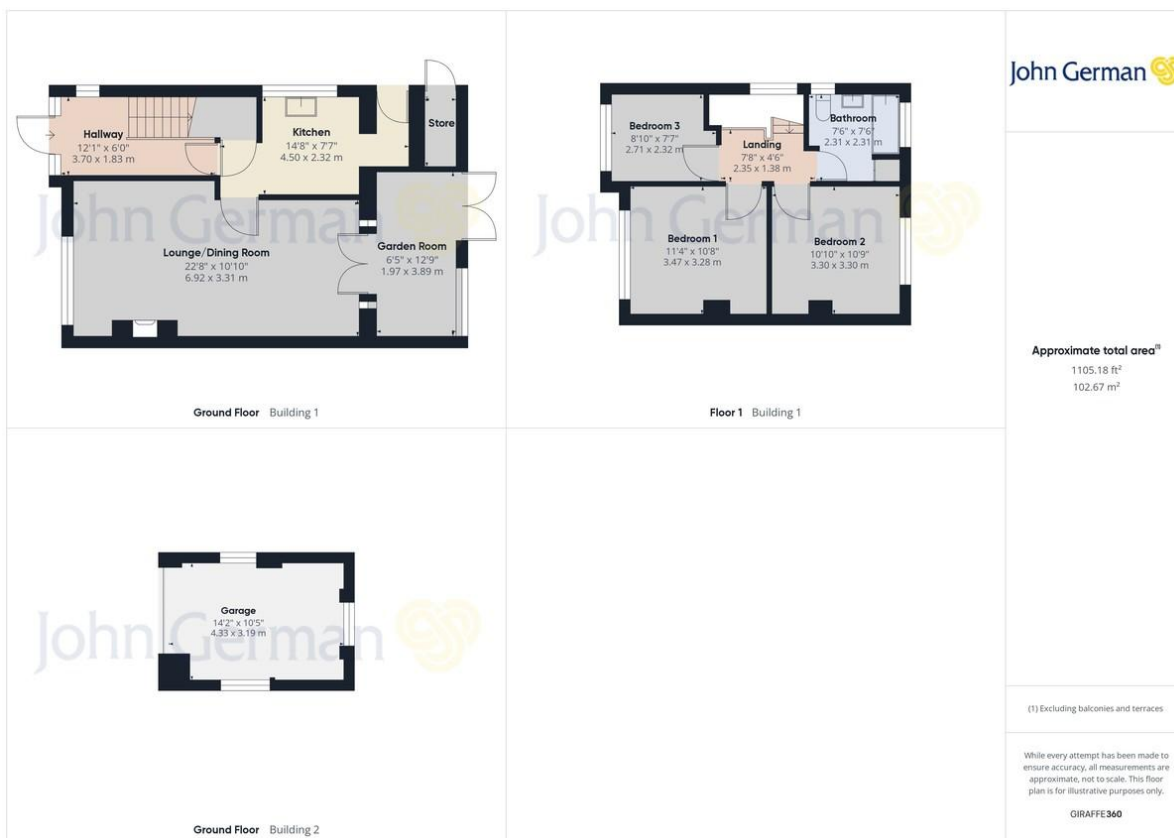 Hallway
12'1" x 6'0"
3.70 x 1.83 m
Kitchen
14'8" x 7'7"
4.50 x 2.32 m
Store
Lounge/Dining Room
22'8" x 10'10"
6.92 x 3.31 m
Garden Room
6'5" x 12'9"
1.97 x 3.89 m
John German
Ground Floor Building 1
Bedroom 3
8'10" x 7'7"
2.71 x 2.32 m
Landing
7'8" x 4'6"
2.35 x 1.38 m
Bathroom
7'6" x 7'6"
2.31 x 2.31 m
Bedroom 1
11'4" x 10'8"
3.47 x 3.28 m
Bedroom 2
10'10" x 10'9"
3.30 x 3.30 m
John German
Floor 1 Building 1
Garage
14'2" x 10'5"
4.33 x 3.19 m
John German
Ground Floor Building 2
John German
Approximate total area(1)
1105.18 ft²
102.67 m²
(1) Excluding balconies and terraces
While every attempt has been made to
ensure accuracy, all measurements are
approximate, not to scale. This floor
plan is for illustrative purposes only.
GIRAFFE360